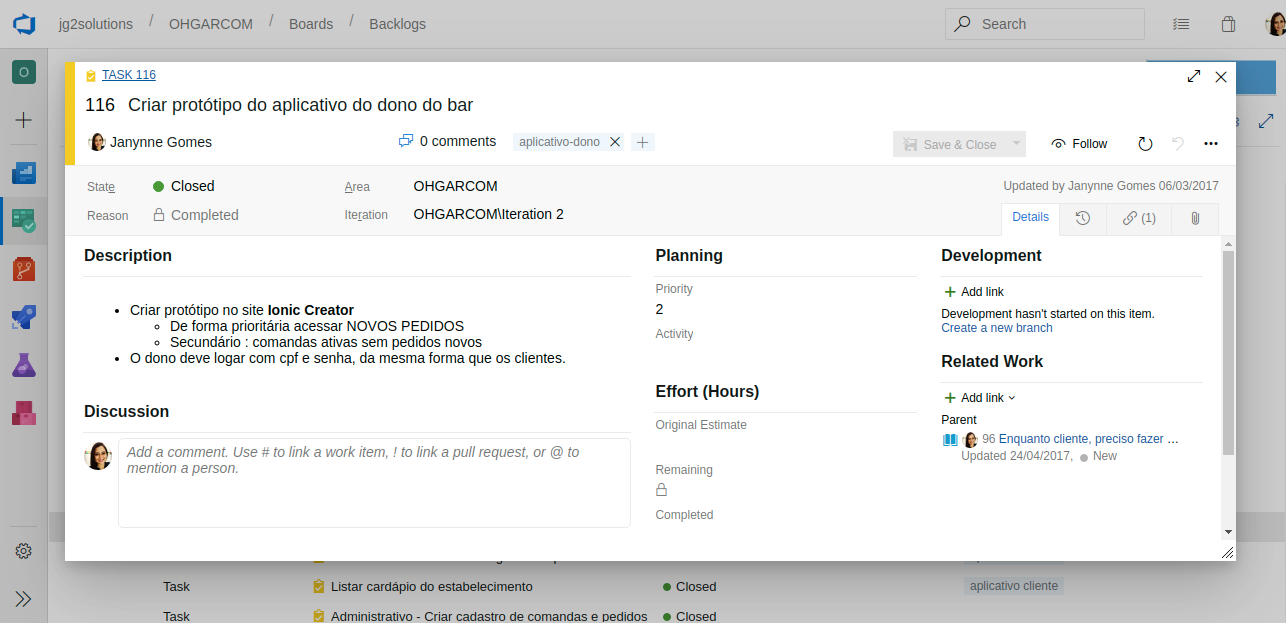 jg2solutions / OHGARCOM / Boards / Backlogs
Search
O
TASK 116
116 Criar protótipo do aplicativo do dono do bar
Janynne Gomes
0 comments
aplicativo-dono
Save & Close
Follow
State
Closed
Area
OHGARCOM
Updated by Janynne Gomes 06/03/2017
Reason
Completed
Iteration
OHGARCOM\Iteration 2
Details
(1)
Description
• Criar protótipo no site Ionic Creator
◦ De forma prioritária acessar NOVOS PEDIDOS
◦ Secundário : comandas ativas sem pedidos novos
• O dono deve logar com cpf e senha, da mesma forma que os clientes.
Discussion
Add a comment. Use # to link a work item, ! to link a pull request, or @ to
mention a person.
Planning
Priority
2
Activity
Effort (Hours)
Original Estimate
Remaining
Completed
Development
Add link
Development hasn't started on this item.
Create a new branch
Related Work
Add link
Parent
96 Enquanto cliente, preciso fazer ...
Updated 24/04/2017, New
Task
Listar cardápio do estabelecimento
Closed
aplicativo cliente
Task
Administrativo - Criar cadastro de comandas e pedidos
Closed